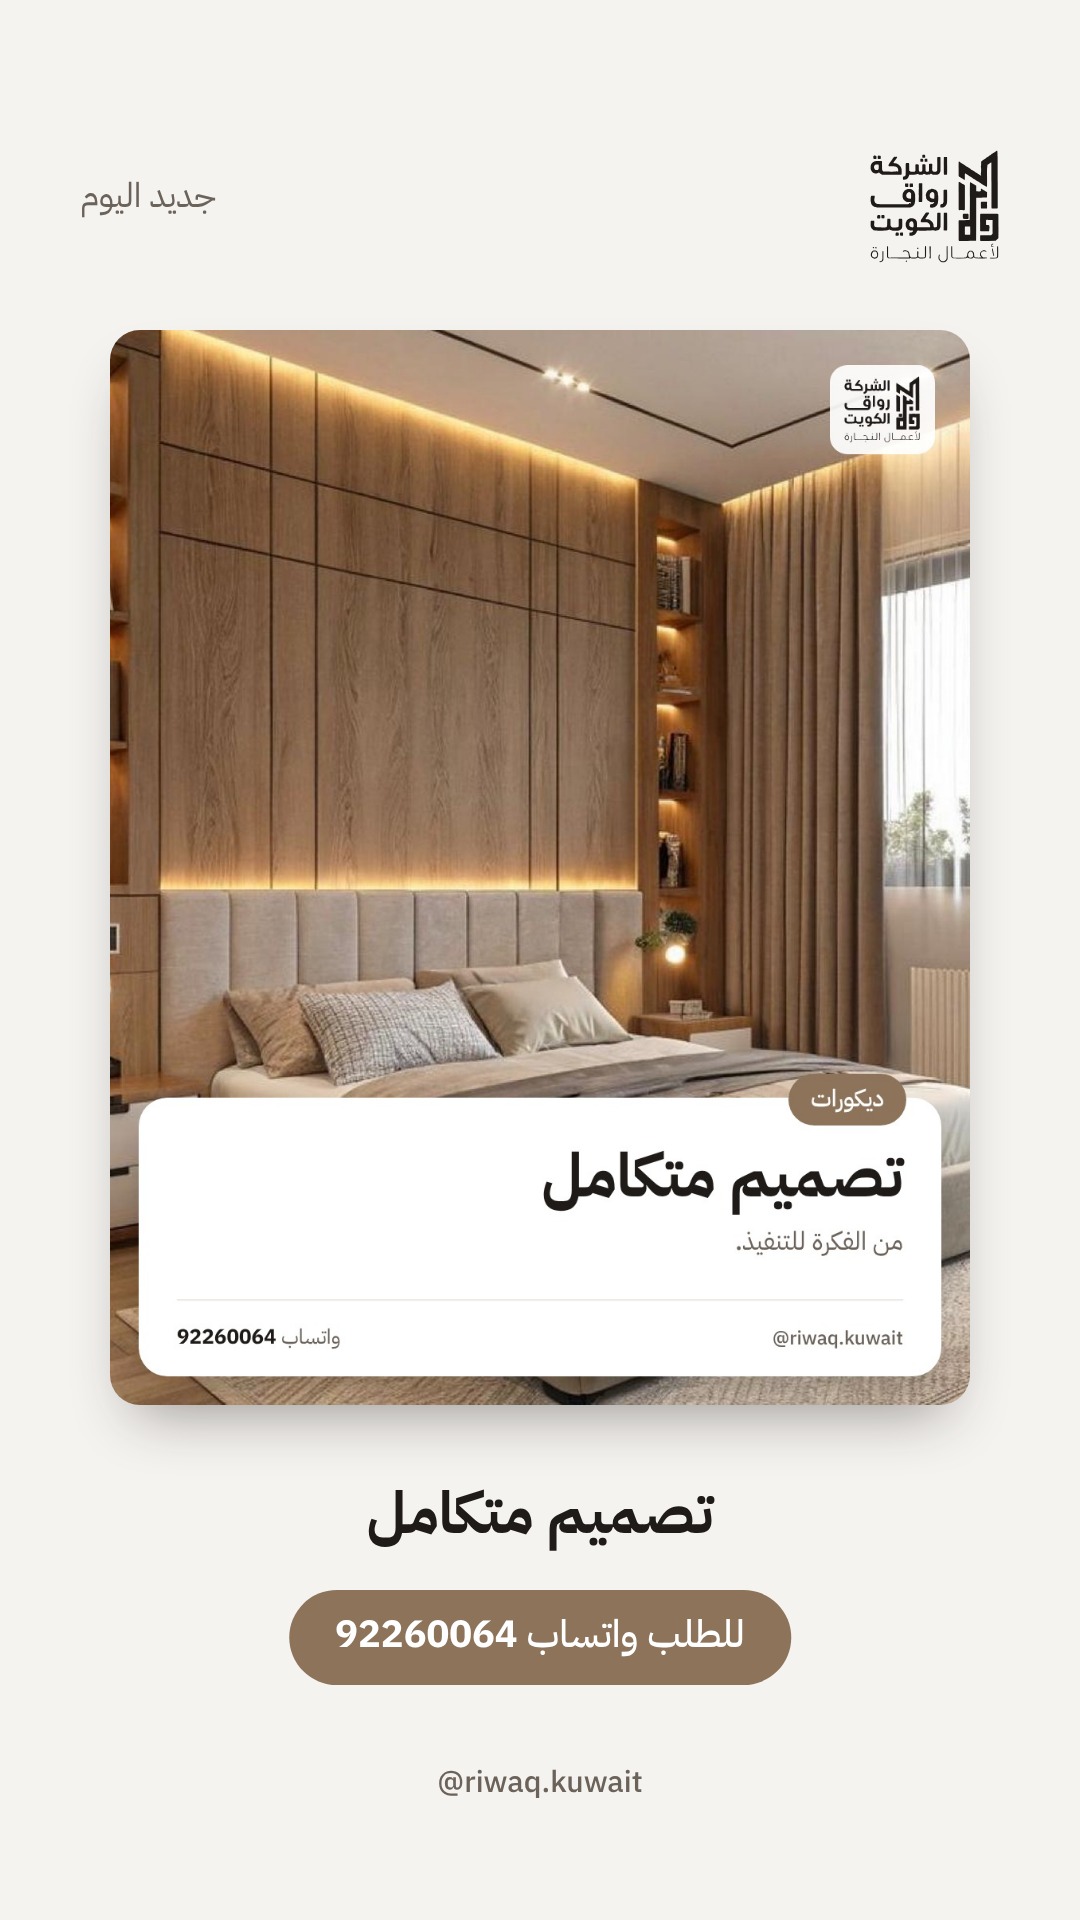 الشركة
رواق
الكويت
لأعمال النجارة
جديد اليوم
الشركة
رواق
الكويت
لأعمال النجارة
ديكورات
تصميم متكامل
من الفكرة للتنفيذ.
@riwaq.kuwait
واتساب 92260064
تصميم متكامل
للطلب واتساب 92260064
@riwaq.kuwait